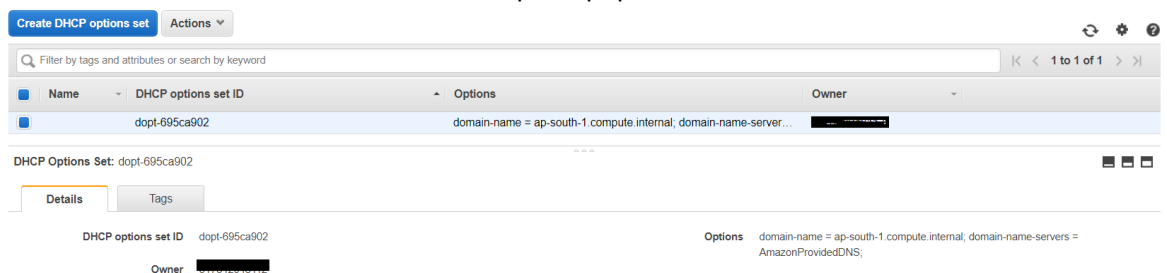 Create DHCP options set Actions
Filter by tags and attributes or search by keyword 1 to 1 of 1
Name DHCP options set ID Options Owner
dopt-695ca902 domain-name = ap-south-1.compute.internal; domain-name-server...
DHCP Options Set: dopt-695ca902
Details Tags
DHCP options set ID dopt-695ca902 Options domain-name = ap-south-1.compute.internal; domain-name-servers =
AmazonProvidedDNS;
Owner